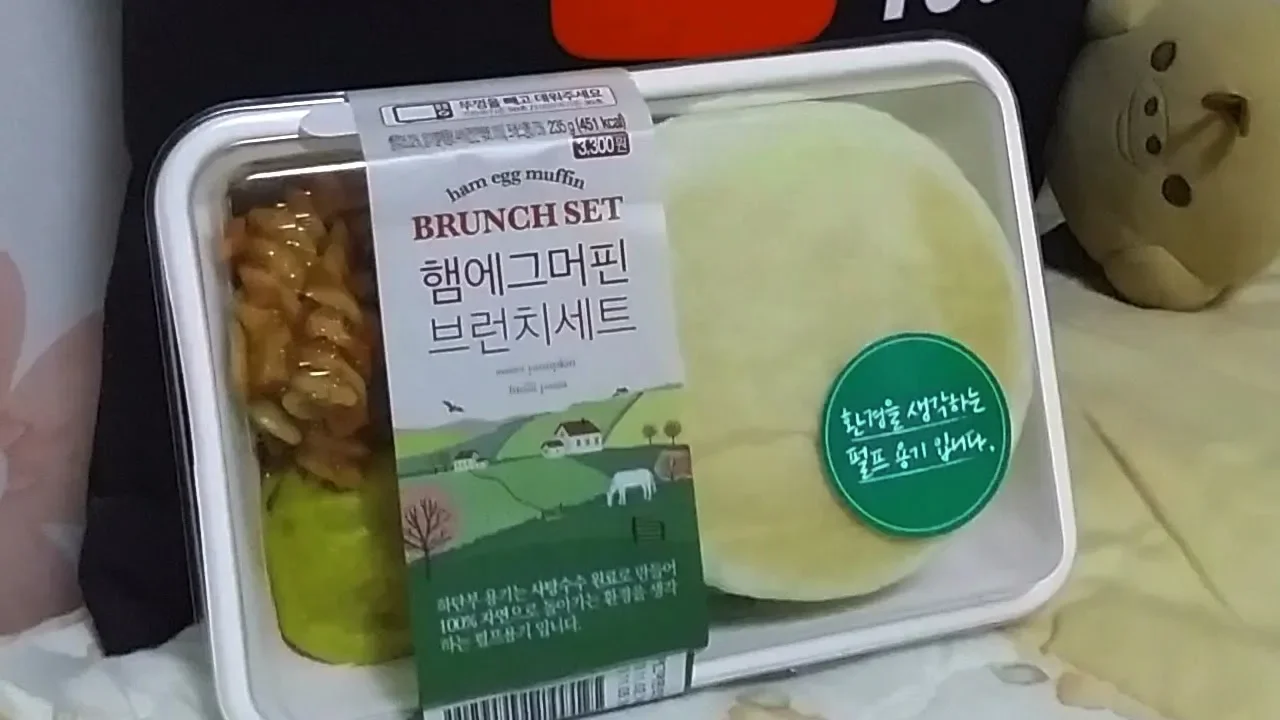 뚜껑을 빼고 데워주세요
235 g (451 kcal)
3,300원
ham egg muffin
BRUNCH SET
햄에그머핀
브런치세트
sweet pumpkin
fusilli pasta
환경을 생각하는
펄프 용기 입니다.
하단부 용기는 사탕수수 원료로 만들어
100% 자연으로 돌아가는 환경을 생각
하는 펄프용기 입니다.